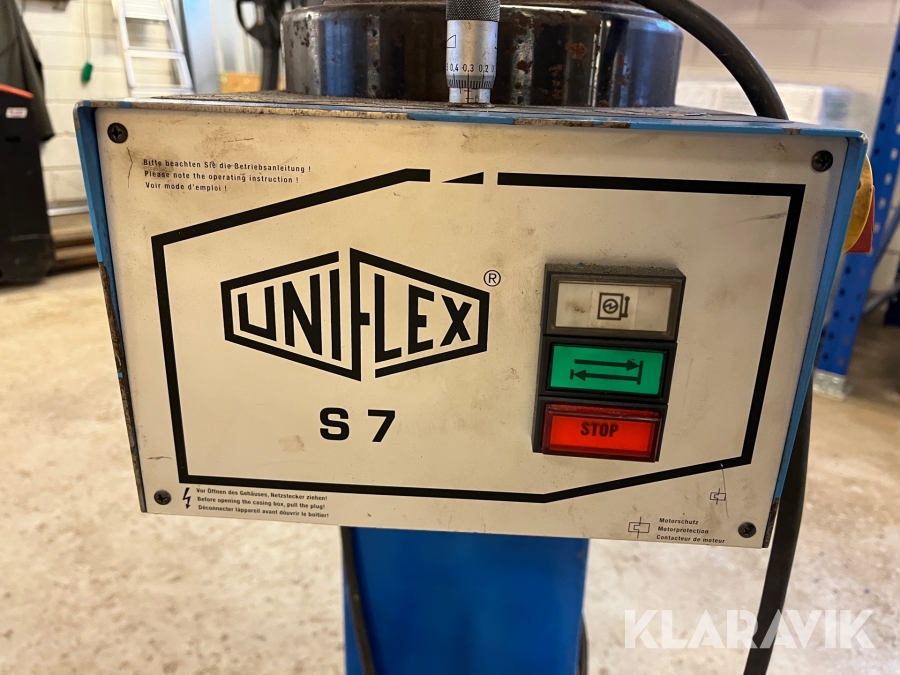 0,4 0,3 0,2
Bitte beachten Sie die Betriebsanleitung !
Please note the operating instruction !
Voir mode d'emploi !
UNIFLEX ®
S 7
STOP
Vor Öffnen des Gehäuses, Netzstecker ziehen!
Before opening the casing box, pull the plug!
Déconnecter làppareil avant dòuvrir le boîtier!
Motorschutz
Motorprotection
Contacteur de moteur
KLARAVIK